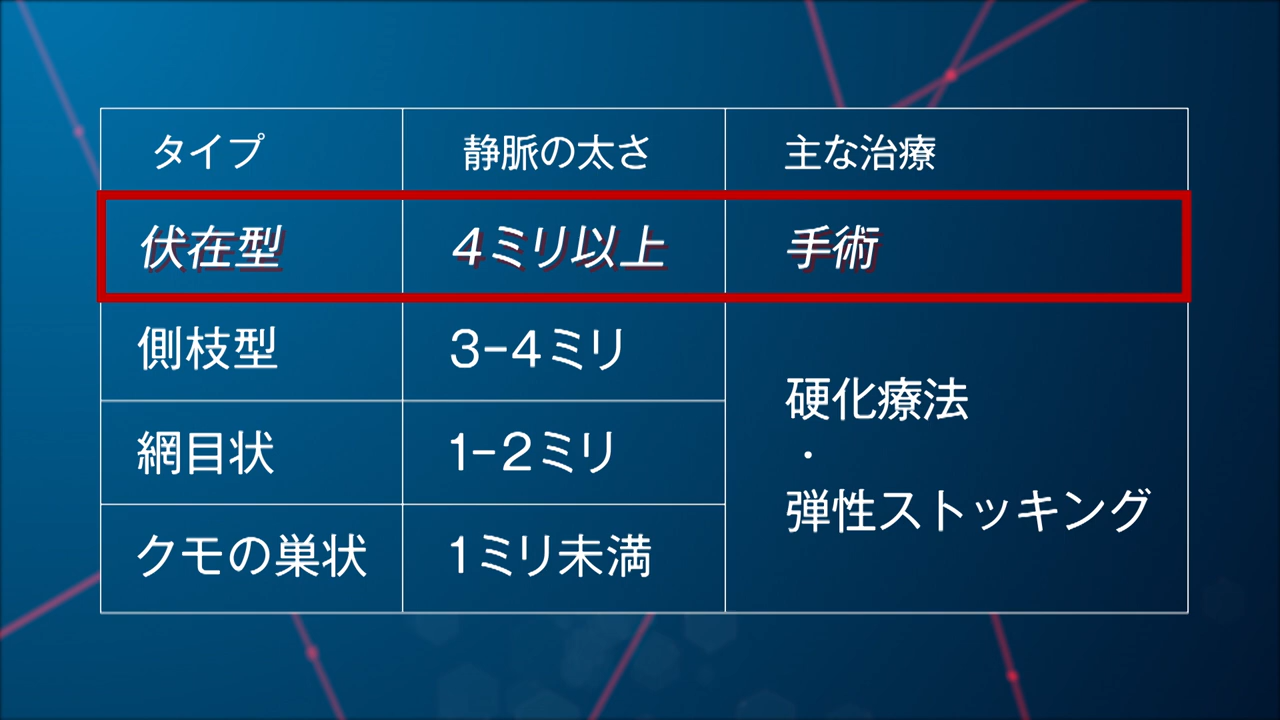 タイプ 静脈の太さ 主な治療
伏在型 4ミリ以上 手術
側枝型 3-4ミリ
硬化療法
網目状 1-2ミリ
・
弾性ストッキング
クモの巣状 1ミリ未満